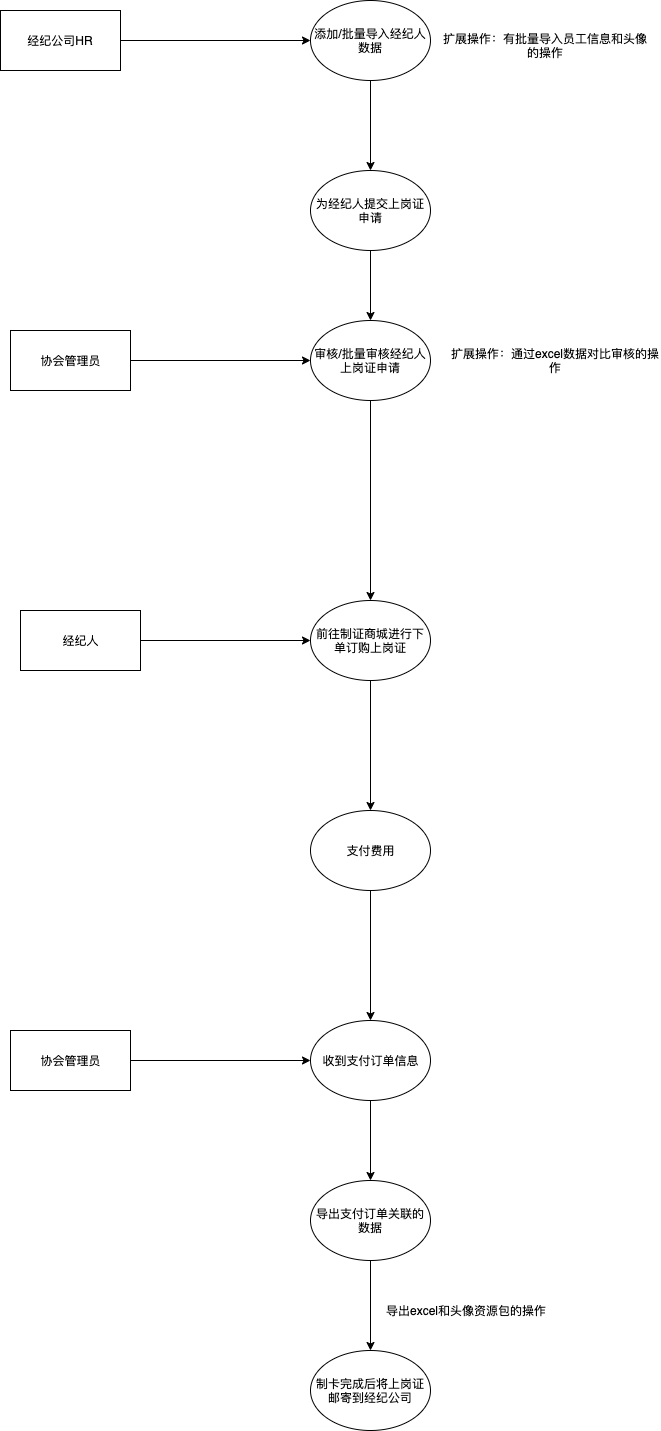 经纪公司HR
添加/批量导入经纪人
数据
扩展操作：有批量导入员工信息和头像
的操作
为经纪人提交上岗证
申请
协会管理员
审核/批量审核经纪人
上岗证申请
扩展操作：通过excel数据对比审核的操
作
经纪人
前往制证商城进行下
单订购上岗证
支付费用
协会管理员
收到支付订单信息
导出支付订单关联的
数据
导出excel和头像资源包的操作
制卡完成后将上岗证
邮寄到经纪公司